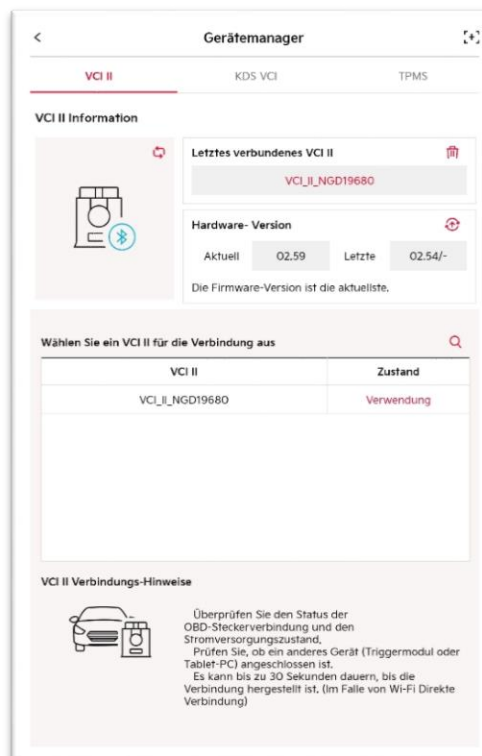 Gerätemanager
VCI II KDS VCI TPMS
VCI II Information
Letztes verbundenes VCI II
VCI_II_NGD19680
Hardware- Version
Aktuell 02.59 Letzte 02.54/-
Die Firmware-Version ist die aktuellste.
Wählen Sie ein VCI II für die Verbindung aus
VCI II Zustand
VCI_II_NGD19680 Verwendung
VCI II Verbindungs-Hinweise
Überprüfen Sie den Status der
OBD-Steckerverbindung und den
Stromversorgungszustand.
Prüfen Sie, ob ein anderes Gerät (Triggermodul oder
Tablet-PC) angeschlossen ist.
Es kann bis zu 30 Sekunden dauern, bis die
Verbindung hergestellt ist. (Im Falle von Wi-Fi Direkte
Verbindung)